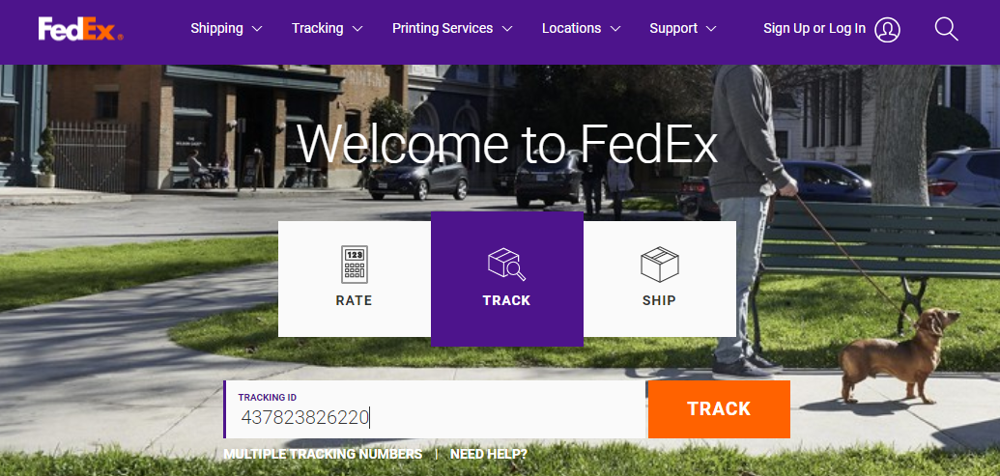 FedEx®
Shipping Tracking Printing Services Locations Support Sign Up or Log In
Welcome to FedEx
123
RATE TRACK SHIP
TRACKING ID
437823826220
TRACK
MULTIPLE TRACKING NUMBERS | NEED HELP?